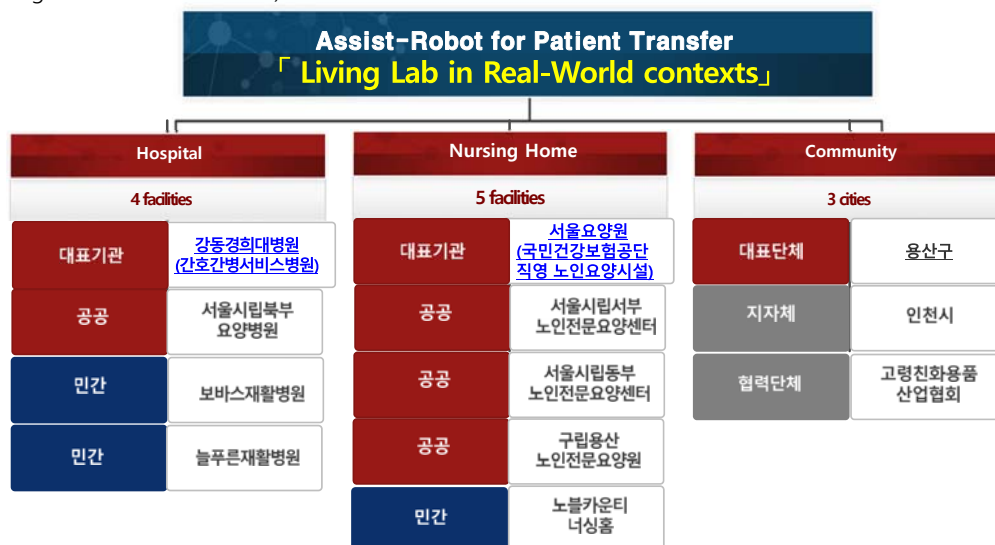 Assist-Robot for Patient Transfer
「 Living Lab in Real-World contexts」
Hospital
4 facilities
대표기관
강동경희대병원
(간호간병서비스병원)
공공
서울시립북부
요양병원
민간
보바스재활병원
민간
늘푸른재활병원
Nursing Home
5 facilities
대표기관
서울요양원
(국민건강보험공단
직영 노인요양시설)
공공
서울시립서부
노인전문요양센터
공공
서울시립동부
노인전문요양센터
공공
구립용산
노인전문요양원
민간
노블카운티
너싱홈
Community
3 cities
대표단체
용산구
지자체
인천시
협력단체
고령친화용품
산업협회